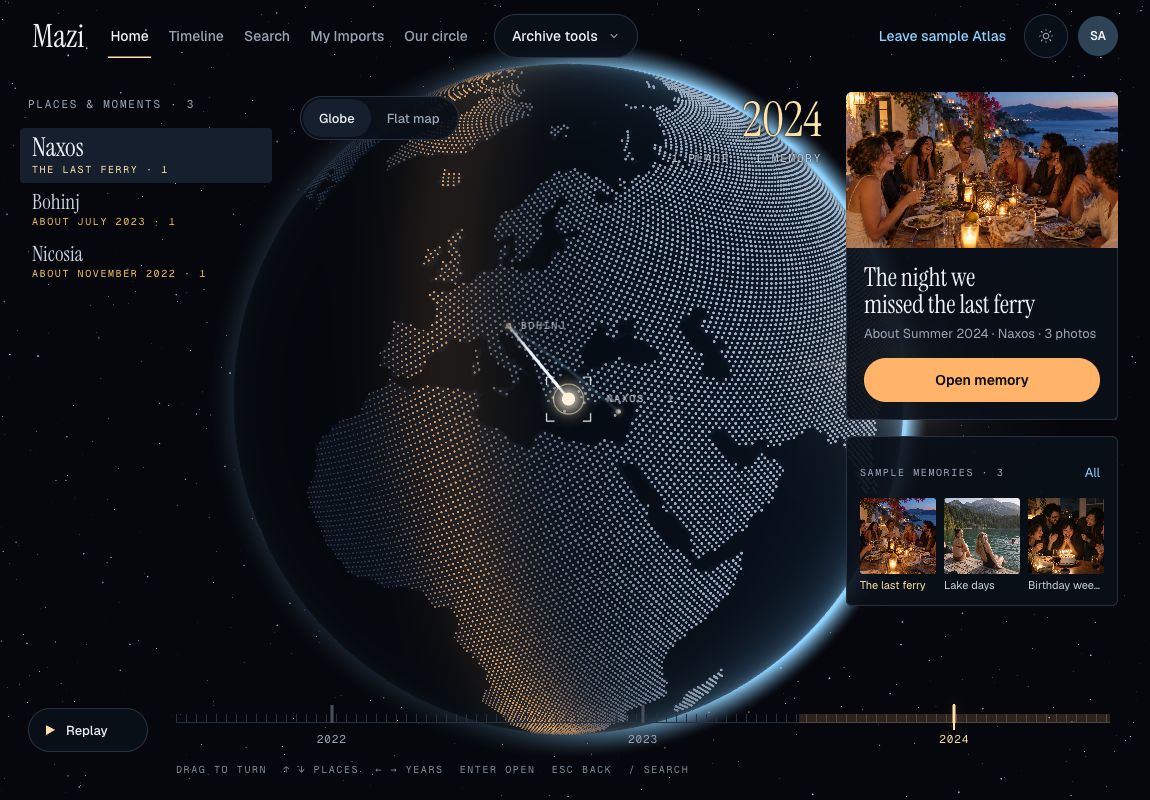 Mazi
Home
Timeline
Search
My Imports
Our circle
Archive tools
Leave sample Atlas
SA
PLACES & MOMENTS · 3
Naxos
THE LAST FERRY · 1
Bohinj
ABOUT JULY 2023 · 1
Nicosia
ABOUT NOVEMBER 2022 · 1
Globe
Flat map
2024
1 PLACE · 1 MEMORY
BOHINJ
NAXOS
The night we
missed the last ferry
About Summer 2024 · Naxos · 3 photos
Open memory
SAMPLE MEMORIES · 3
All
The last ferry
Lake days
Birthday wee…
Replay
2022
2023
2024
DRAG TO TURN ↑ ↓ PLACES · ← → YEARS ENTER OPEN ESC BACK / SEARCH